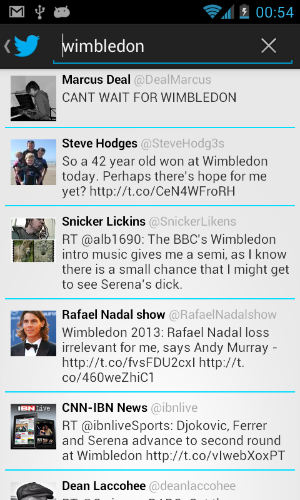 00:54
wimbledon
Marcus Deal @DealMarcus
CANT WAIT FOR WIMBLEDON
Steve Hodges @SteveHodg3s
So a 42 year old won at Wimbledon
today. Perhaps there's hope for me
yet? http://t.co/CeN4WFroRH
Snicker Lickins @SnickerLikens
RT @alb1690: The BBC's Wimbledon
intro music gives me a semi, as I know
there is a small chance that I might get
to see Serena's dick.
Rafael Nadal show @RafaelNadalshow
Wimbledon 2013: Rafael Nadal loss
irrelevant for me, says Andy Murray -
http://t.co/fvsFDU2cxI http://t.
co/460weZhiC1
IBN live
CNN-IBN News @ibnlive
RT @ibnliveSports: Djokovic, Ferrer
and Serena advance to second round
at Wimbledon http://t.co/vIwebXoxPT
Dean Laccohee @deanlaccohee